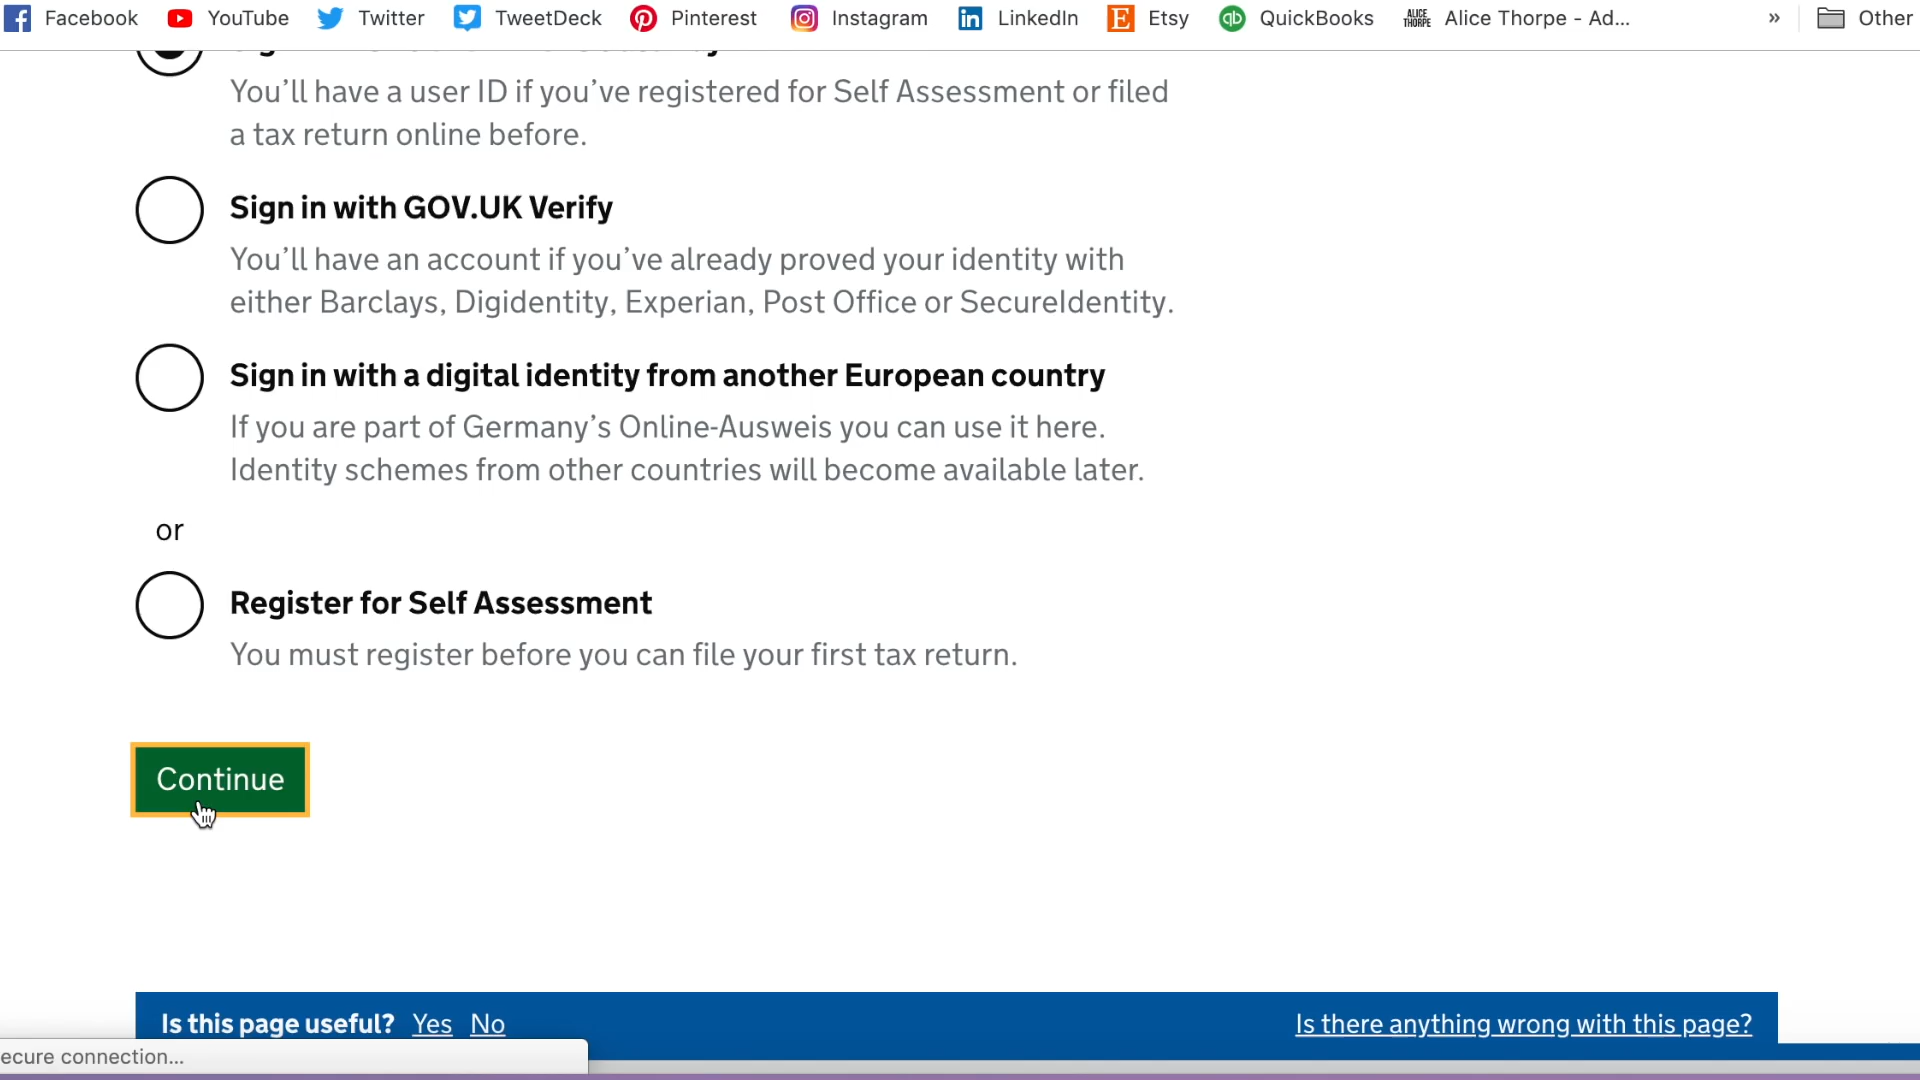 Facebook YouTube Twitter TweetDeck Pinterest Instagram LinkedIn Etsy qb QuickBooks ALICE THORPE Alice Thorpe - Ad... » Other
You’ll have a user ID if you’ve registered for Self Assessment or filed
a tax return online before.
Sign in with GOV.UK Verify
You’ll have an account if you’ve already proved your identity with
either Barclays, Digidentity, Experian, Post Office or SecureIdentity.
Sign in with a digital identity from another European country
If you are part of Germany’s Online-Ausweis you can use it here.
Identity schemes from other countries will become available later.
or
Register for Self Assessment
You must register before you can file your first tax return.
Continue
Is this page useful? Yes No Is there anything wrong with this page?
ecure connection...